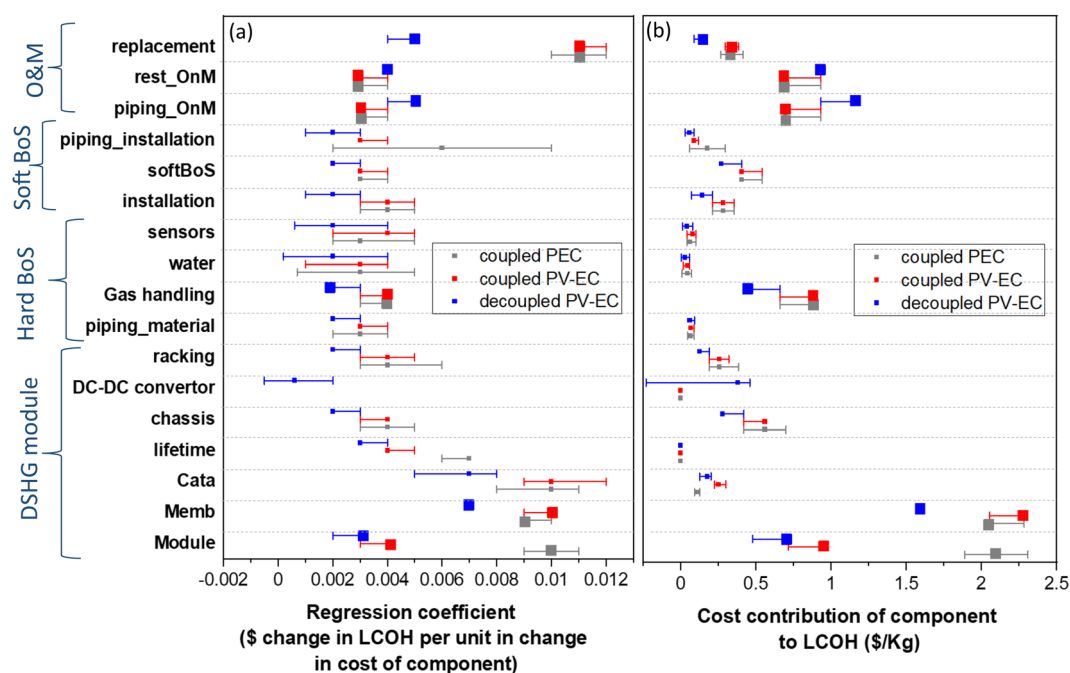 (a)
(b)
O&M
Soft BoS
Hard BoS
DSHG module
replacement
rest_OnM
piping_OnM
piping_installation
softBoS
installation
sensors
water
Gas handling
piping_material
racking
DC-DC convertor
chassis
lifetime
Cata
Memb
Module
coupled PEC
coupled PV-EC
decoupled PV-EC
coupled PEC
coupled PV-EC
decoupled PV-EC
-0.002 0 0.002 0.004 0.006 0.008 0.010 0.012
0 0.5 1 1.5 2 2.5
Regression coefficient
($ change in LCOH per unit in change
in cost of component)
Cost contribution of component
to LCOH ($/Kg)